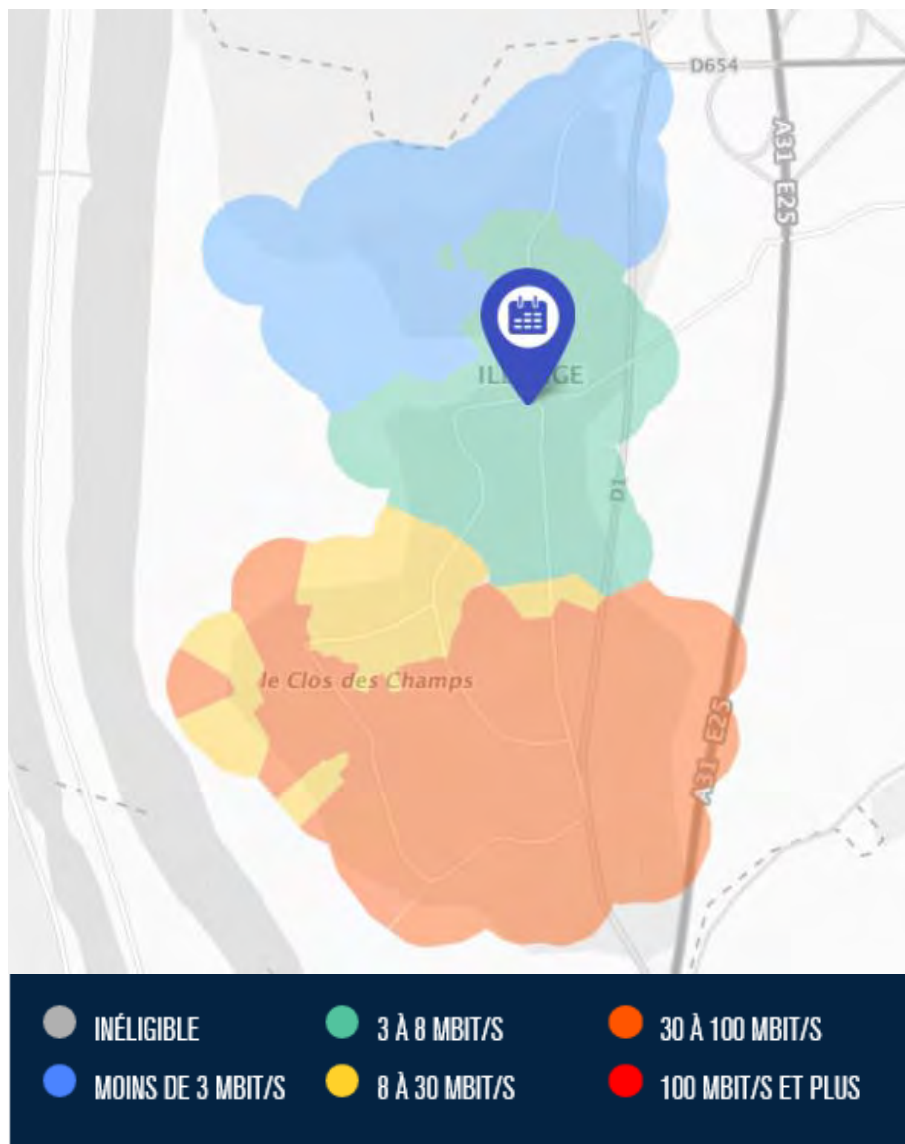 D654
A31 E25
D1
le Clos des Champs
A31 E25
INÉLIGIBLE
3 À 8 MBIT/S
30 À 100 MBIT/S
MOINS DE 3 MBIT/S
8 À 30 MBIT/S
100 MBIT/S ET PLUS